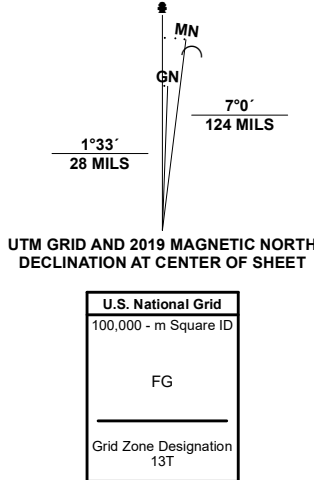 MN
GN
7°0´
124 MILS
1°33´
28 MILS
UTM GRID AND 2019 MAGNETIC NORTH
DECLINATION AT CENTER OF SHEET
U.S. National Grid
100,000 - m Square ID
FG
Grid Zone Designation
13T